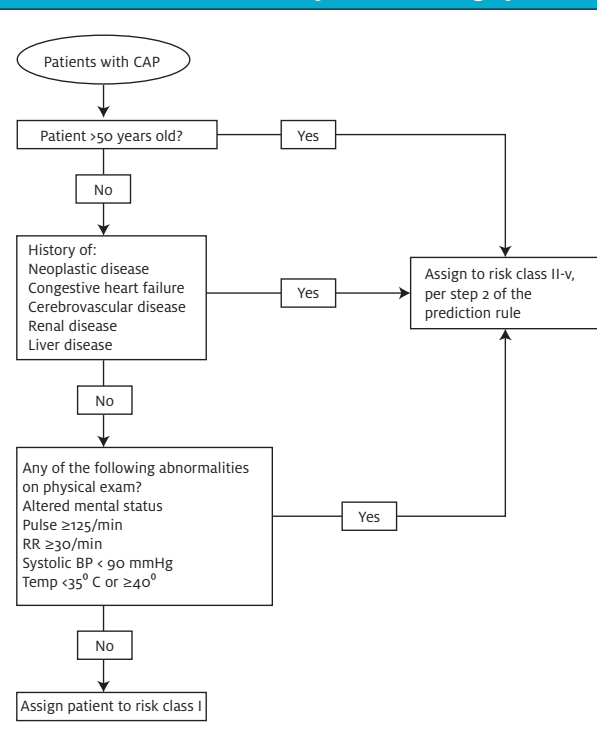 Patients with CAP
Patient >50 years old?
Yes
No
History of:
Neoplastic disease
Congestive heart failure
Cerebrovascular disease
Renal disease
Liver disease
Yes
Assign to risk class II-v,
per step 2 of the
prediction rule
No
Any of the following abnormalities
on physical exam?
Altered mental status
Pulse ≥125/min
RR ≥30/min
Systolic BP < 90 mmHg
Temp <35⁰ C or ≥40⁰
Yes
No
Assign patient to risk class I